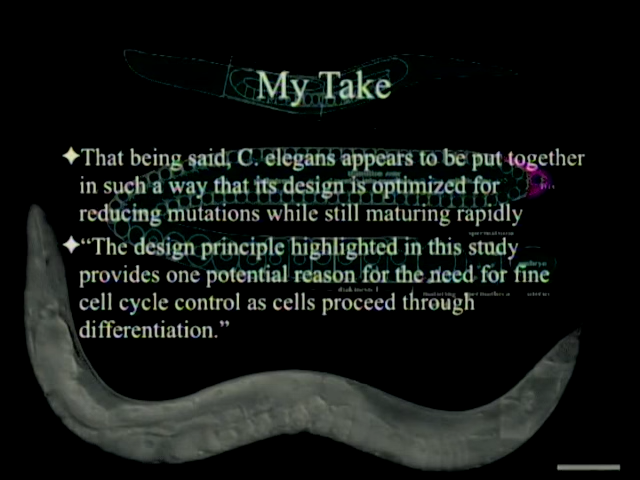 My Take
✦That being said, C. elegans appears to be put together
in such a way that its design is optimized for
reducing mutations while still maturing rapidly
✦“The design principle highlighted in this study
provides one potential reason for the need for fine
cell cycle control as cells proceed through
differentiation.”